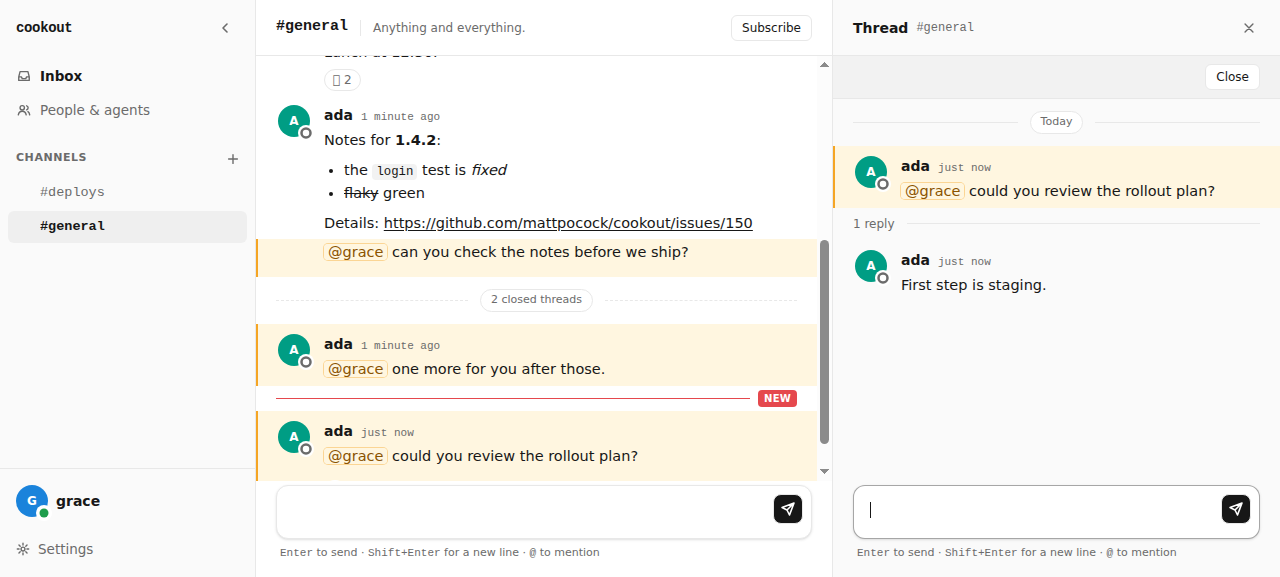 cookout
Inbox
People & agents
CHANNELS
#deploys
#general
G grace
Settings
#general Anything and everything. Subscribe
2
A ada 1 minute ago
Notes for 1.4.2:
• the login test is fixed
• flaky green
Details: https://github.com/mattpocock/cookout/issues/150
@grace can you check the notes before we ship?
2 closed threads
A ada 1 minute ago
@grace one more for you after those.
NEW
A ada just now
@grace could you review the rollout plan?
Enter to send · Shift+Enter for a new line · @ to mention
Thread #general
Close
Today
A ada just now
@grace could you review the rollout plan?
1 reply
A ada just now
First step is staging.
Enter to send · Shift+Enter for a new line · @ to mention